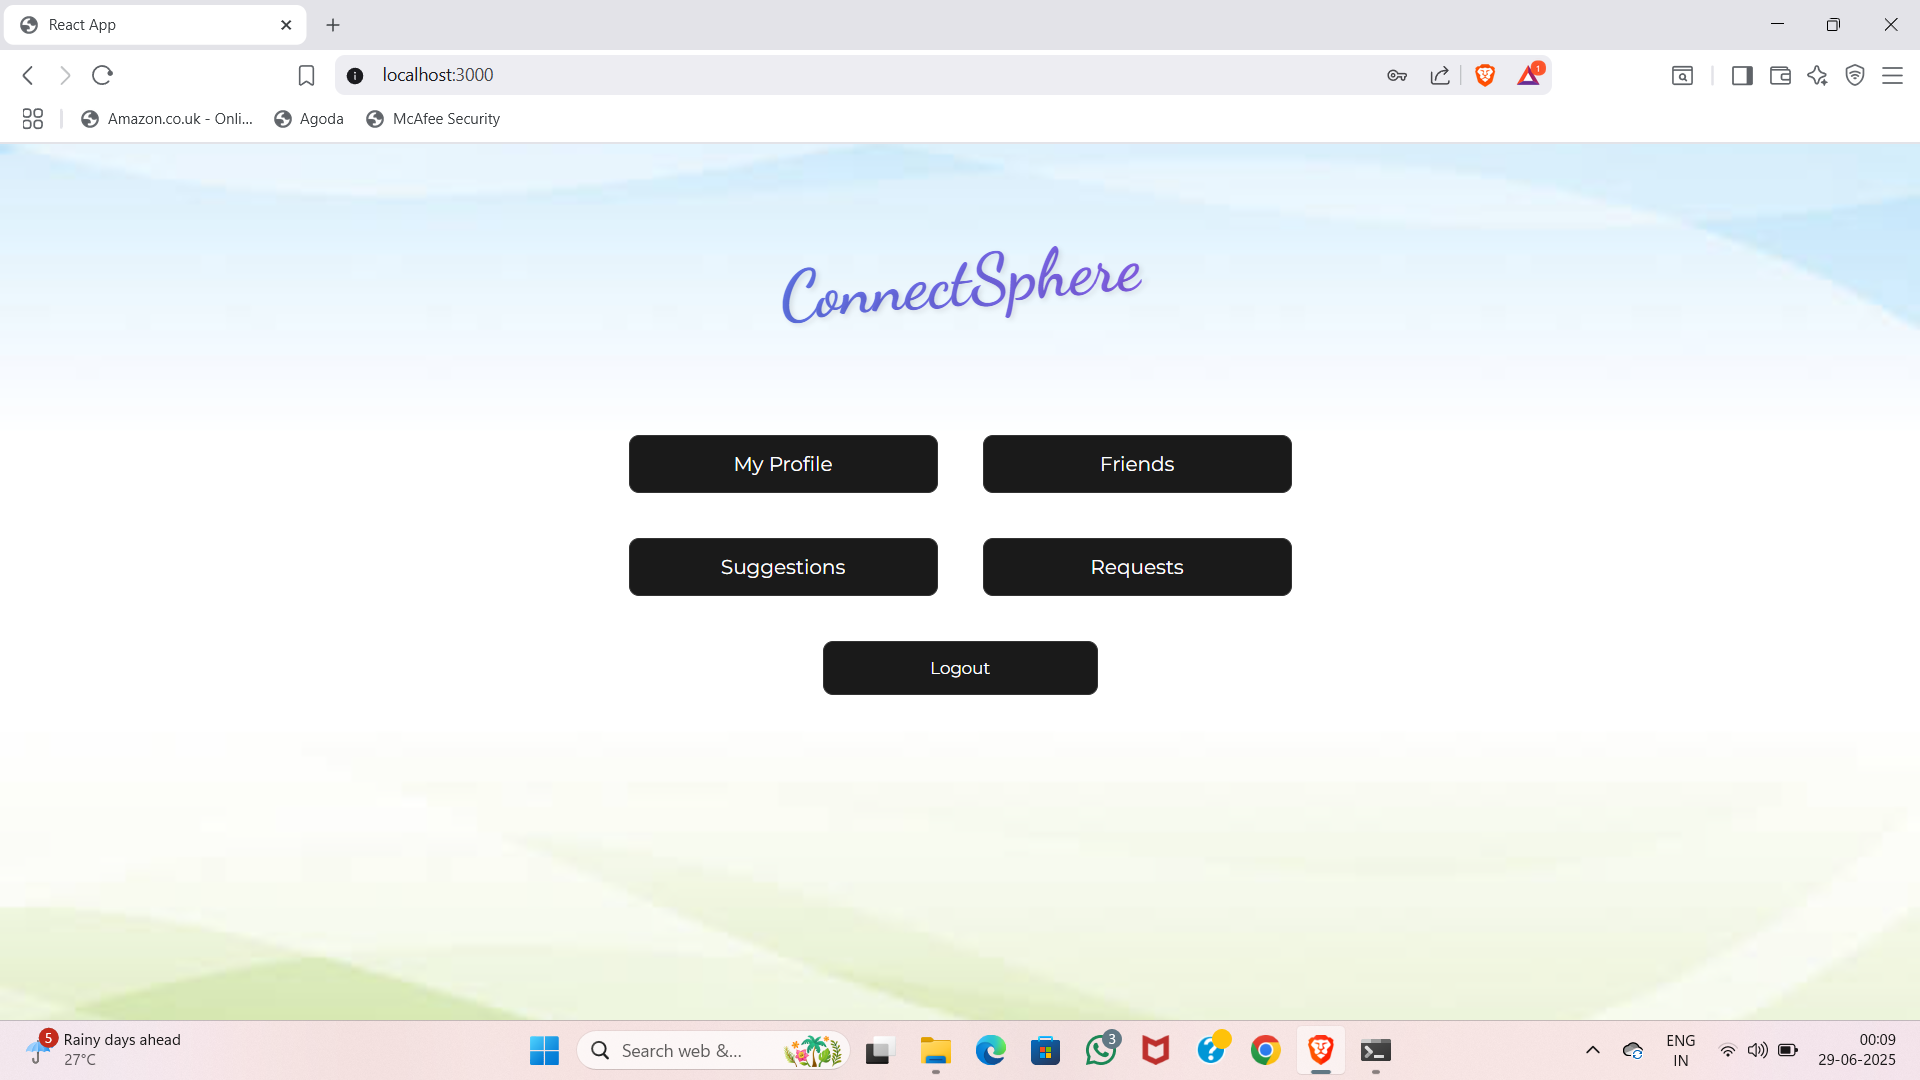 React App
localhost:3000
1
Amazon.co.uk - Onli...
Agoda
McAfee Security
ConnectSphere
My Profile
Friends
Suggestions
Requests
Logout
5
Rainy days ahead
27°C
Search web &...
3
?
ENG
IN
00:09
29-06-2025